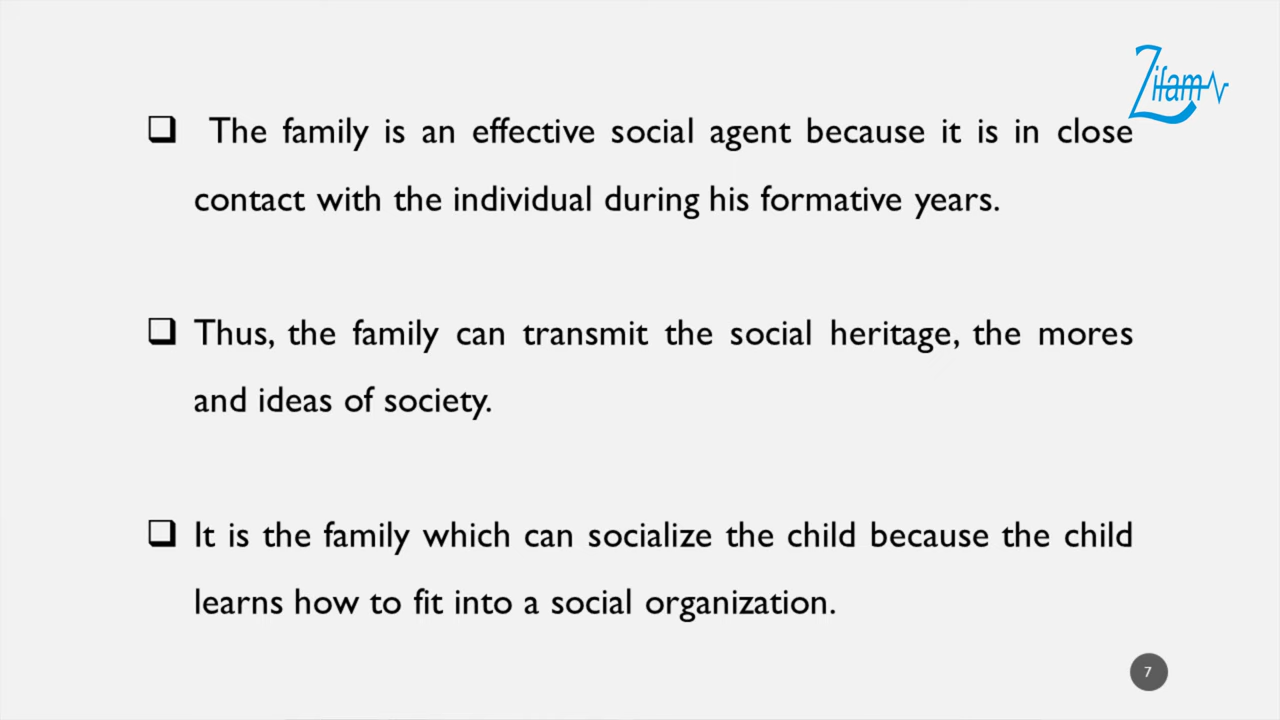 Zifam
The family is an effective social agent because it is in close
contact with the individual during his formative years.
Thus, the family can transmit the social heritage, the mores
and ideas of society.
It is the family which can socialize the child because the child
learns how to fit into a social organization.
7